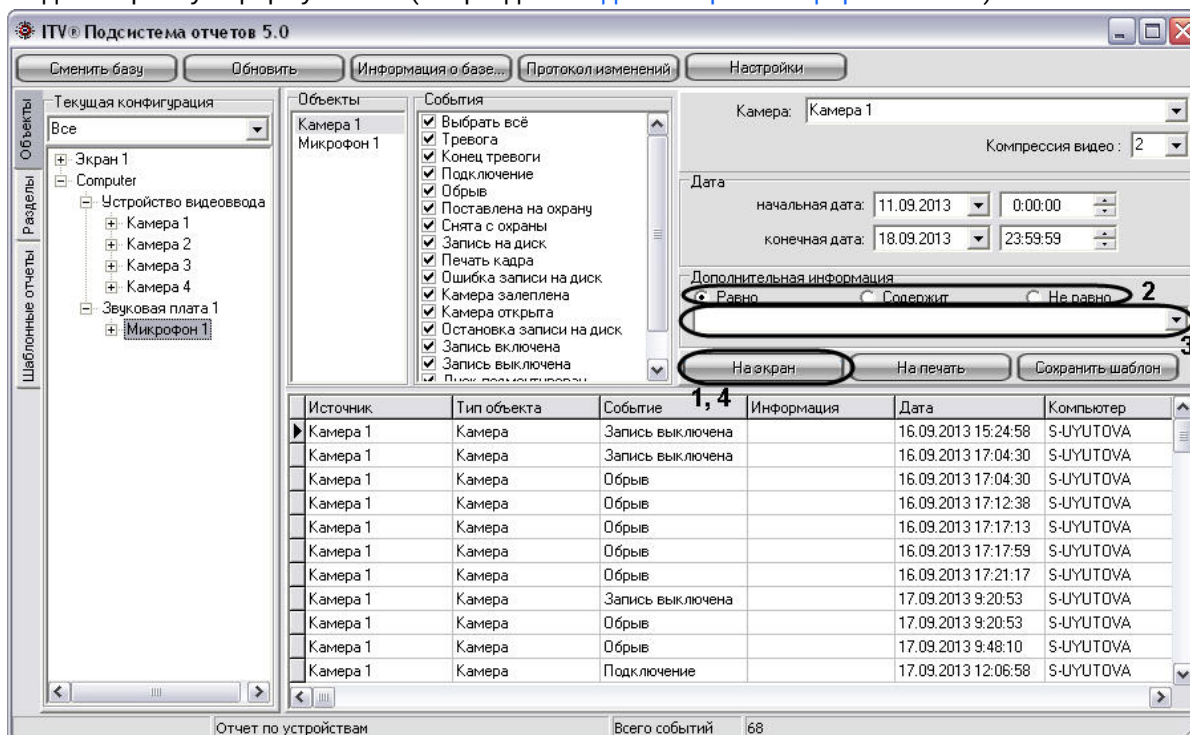 ITV® Подсистема отчетов 5.0
Сменить базу Обновить Информация о базе... Протокол изменений Настройки
Объекты
Разделы
Шаблонные отчеты
Текущая конфигурация
Все
Экран 1
Computer
Устройство видеоввода
Камера 1
Камера 2
Камера 3
Камера 4
Звуковая плата 1
Микрофон 1
Объекты
Камера 1
Микрофон 1
События
Выбрать всё
Тревога
Конец тревоги
Подключение
Обрыв
Поставлена на охрану
Снята с охраны
Запись на диск
Печать кадра
Ошибка записи на диск
Камера залеплена
Камера открыта
Остановка записи на диск
Запись включена
Запись выключена
Камера: Камера 1
Компрессия видео : 2
Дата
начальная дата: 11.09.2013 0:00:00
конечная дата: 18.09.2013 23:59:59
Дополнительная информация
Равно Содержит Не равно 2
3
На экран На печать Сохранить шаблон
1, 4
Источник Тип объекта Событие Информация Дата Компьютер
Камера 1 Камера Запись выключена 16.09.2013 15:24:58 S-UYUTOVA
Камера 1 Камера Запись выключена 16.09.2013 17:04:30 S-UYUTOVA
Камера 1 Камера Обрыв 16.09.2013 17:04:30 S-UYUTOVA
Камера 1 Камера Обрыв 16.09.2013 17:12:38 S-UYUTOVA
Камера 1 Камера Обрыв 16.09.2013 17:17:13 S-UYUTOVA
Камера 1 Камера Обрыв 16.09.2013 17:17:59 S-UYUTOVA
Камера 1 Камера Обрыв 16.09.2013 17:21:17 S-UYUTOVA
Камера 1 Камера Запись выключена 17.09.2013 9:20:53 S-UYUTOVA
Камера 1 Камера Обрыв 17.09.2013 9:20:53 S-UYUTOVA
Камера 1 Камера Обрыв 17.09.2013 9:48:10 S-UYUTOVA
Камера 1 Камера Подключение 17.09.2013 12:06:58 S-UYUTOVA
Отчет по устройствам Всего событий 68